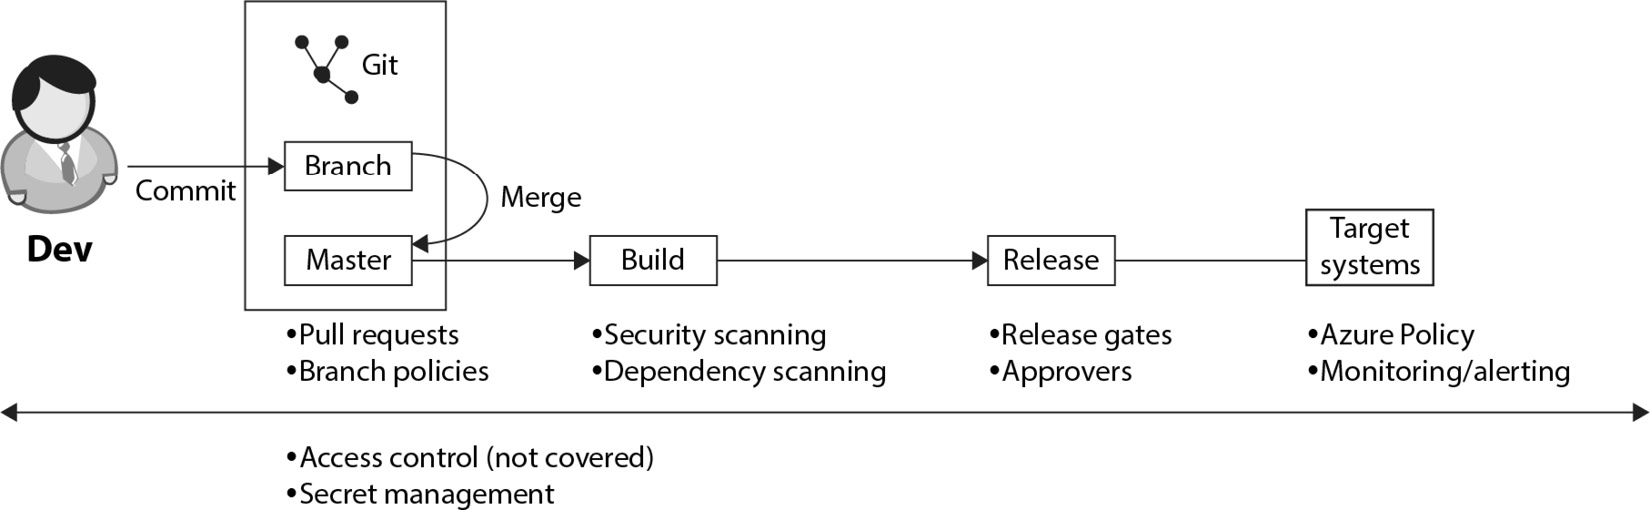 Git
Branch
Commit
Merge
Dev
Master
Build
Release
Target
systems
•Pull requests
•Branch policies
•Security scanning
•Dependency scanning
•Release gates
•Approvers
•Azure Policy
•Monitoring/alerting
•Access control (not covered)
•Secret management